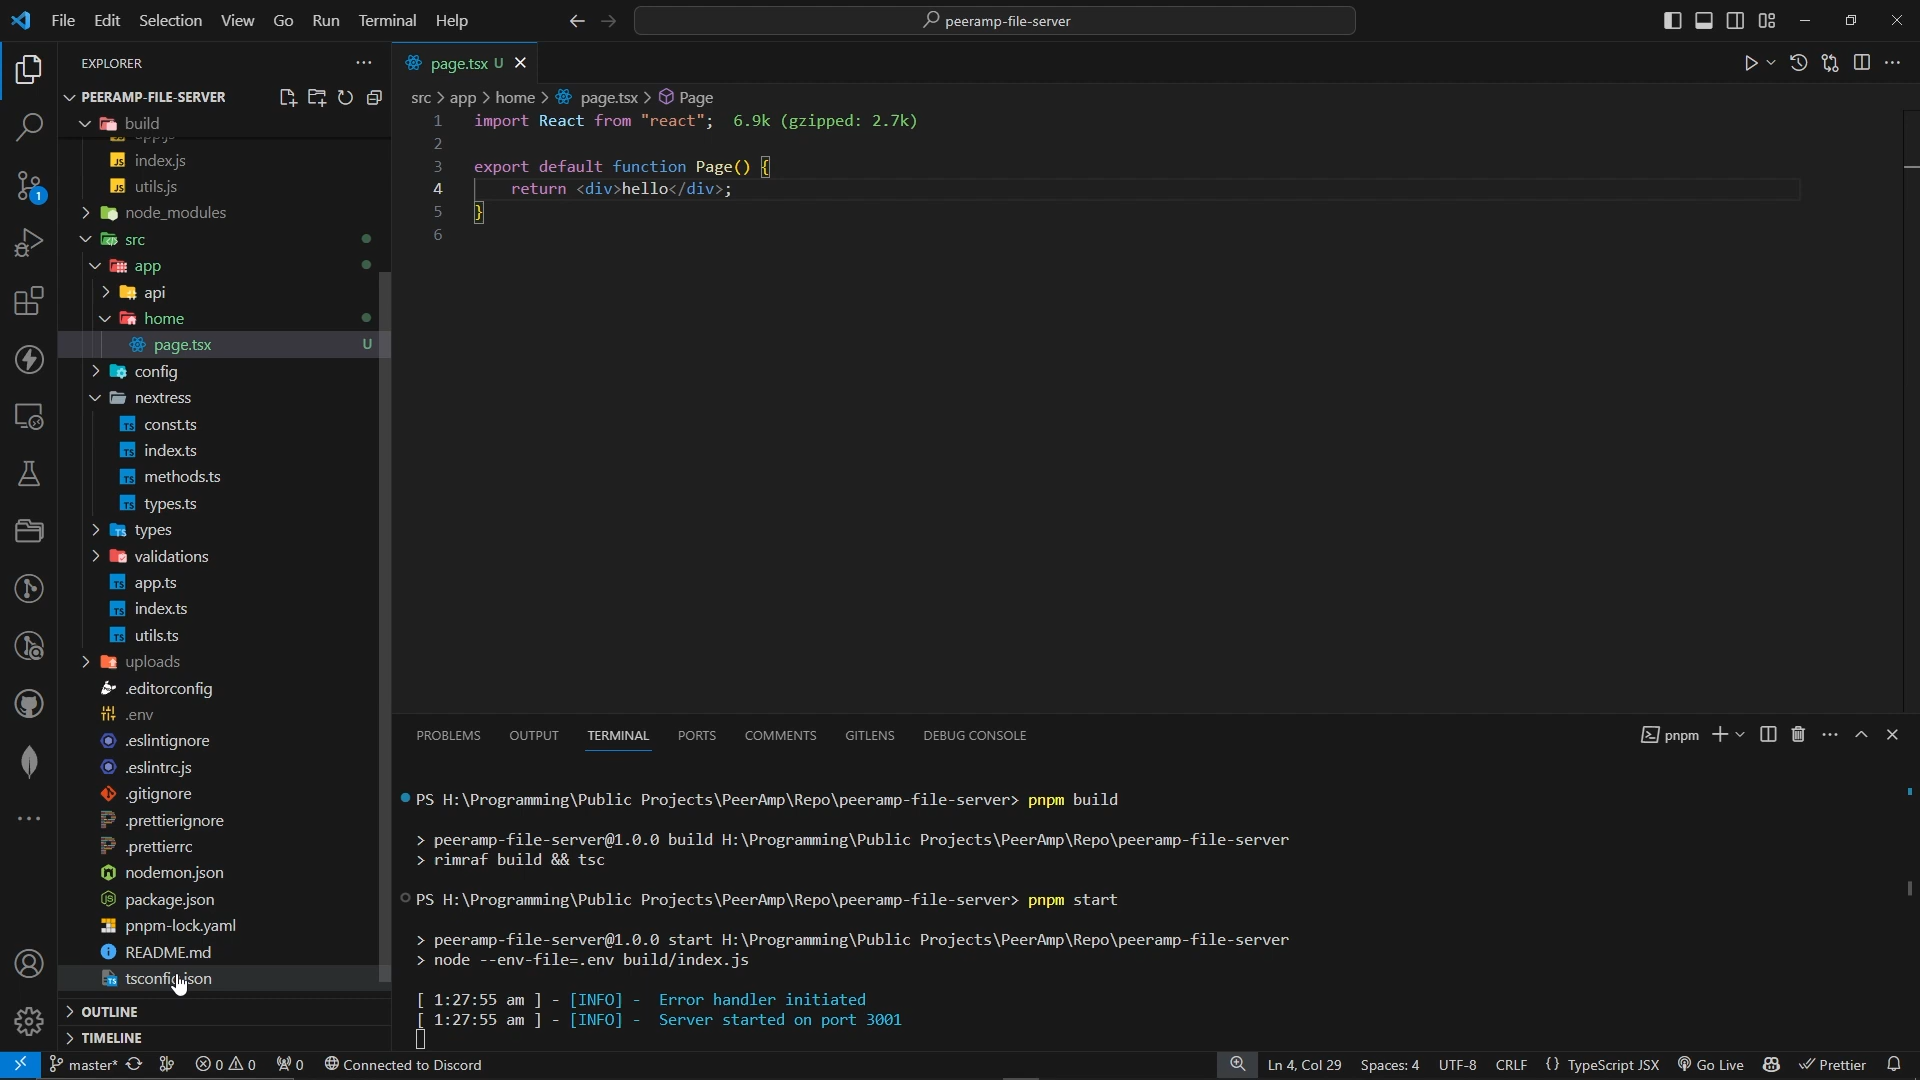 File Edit Selection View Go Run Terminal Help
peeramp-file-server
EXPLORER
PEERAMP-FILE-SERVER
build
JS index.js
JS utils.js
node_modules
src
app
api
home
page.tsx U
config
nextress
TS const.ts
TS index.ts
TS methods.ts
TS types.ts
types
validations
TS app.ts
TS index.ts
TS utils.ts
uploads
.editorconfig
.env
.eslintignore
.eslintrc.js
.gitignore
.prettierignore
.prettierrc
nodemon.json
package.json
pnpm-lock.yaml
README.md
tsconfig.json
OUTLINE
TIMELINE
1
page.tsx U
src > app > home > page.tsx > Page
1 import React from "react"; 6.9k (gzipped: 2.7k)
2
3 export default function Page() {
4 return <div>hello</div>;
5 }
6
PROBLEMS OUTPUT TERMINAL PORTS COMMENTS GITLENS DEBUG CONSOLE
pnpm
PS H:\Programming\Public Projects\PeerAmp\Repo\peeramp-file-server> pnpm build
> peeramp-file-server@1.0.0 build H:\Programming\Public Projects\PeerAmp\Repo\peeramp-file-server
> rimraf build && tsc
PS H:\Programming\Public Projects\PeerAmp\Repo\peeramp-file-server> pnpm start
> peeramp-file-server@1.0.0 start H:\Programming\Public Projects\PeerAmp\Repo\peeramp-file-server
> node --env-file=.env build/index.js
[ 1:27:55 am ] - [INFO] - Error handler initiated
[ 1:27:55 am ] - [INFO] - Server started on port 3001
master* 0 0 0 Connected to Discord Ln 4, Col 29 Spaces: 4 UTF-8 CRLF {} TypeScript JSX Go Live Prettier